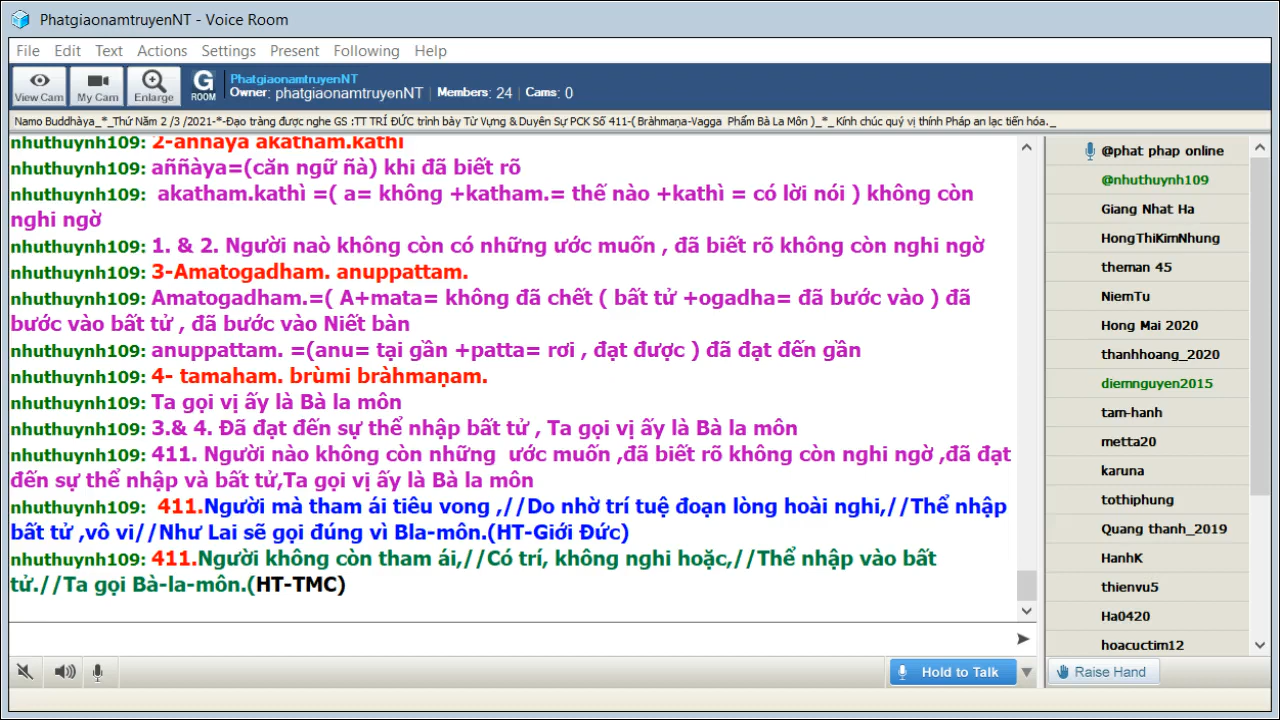 PhatgiaonamtruyenNT - Voice Room
File Edit Text Actions Settings Present Following Help
View Cam
My Cam
Enlarge
G
ROOM
PhatgiaonamtruyenNT
Owner: phatgiaonamtruyenNT | Members: 24 | Cams: 0
Namo Buddhàya_*_Thứ Năm 2 /3 /2021-*-Đạo tràng được nghe GS :TT TRÍ ĐỨC trình bày Từ Vựng & Duyên Sự PCK Số 411-( Bràhmaṇa-Vagga Phẩm Bà La Môn )_*_ Kính chúc quý vị thính Pháp an lạc tiến hóa._
nhuthuynh109: 2-aññàya akatham.kathì
nhuthuynh109: aññàya=(căn ngữ ñà) khi đã biết rõ
nhuthuynh109: akatham.kathì =( a= không +katham.= thế nào +kathì = có lời nói ) không còn
nghi ngờ
nhuthuynh109: 1. & 2. Người naò không còn có những ước muốn , đã biết rõ không còn nghi ngờ
nhuthuynh109: 3-Amatogadham. anuppattam.
nhuthuynh109: Amatogadham.=( A+mata= không đã chết ( bất tử +ogadha= đã bước vào ) đã
bước vào bất tử , đã bước vào Niết bàn
nhuthuynh109: anuppattam. =(anu= tại gần +patta= rơi , đạt được ) đã đạt đến gần
nhuthuynh109: 4- tamaham. brùmi bràhmaṇam.
nhuthuynh109: Ta gọi vị ấy là Bà la môn
nhuthuynh109: 3.& 4. Đã đạt đến sự thể nhập bất tử , Ta gọi vị ấy là Bà la môn
nhuthuynh109: 411. Người nào không còn những ước muốn ,đã biết rõ không còn nghi ngờ ,đã đạt
đến sự thể nhập và bất tử,Ta gọi vị ấy là Bà la môn
nhuthuynh109: 411.Người mà tham ái tiêu vong ,//Do nhờ trí tuệ đoạn lòng hoài nghi,//Thể nhập
bất tử ,vô vi//Như Lai sẽ gọi đúng vì Bla-môn.(HT-Giới Đức)
nhuthuynh109: 411.Người không còn tham ái,//Có trí, không nghi hoặc,//Thể nhập vào bất
tử.//Ta gọi Bà-la-môn.(HT-TMC)
@phat phap online
@nhuthuynh109
Giang Nhat Ha
HongThiKimNhung
theman 45
NiemTu
Hong Mai 2020
thanhhoang_2020
diemnguyen2015
tam-hanh
metta20
karuna
tothiphung
Quang thanh_2019
HanhK
thienvu5
Ha0420
hoacuctim12
Hold to Talk
Raise Hand